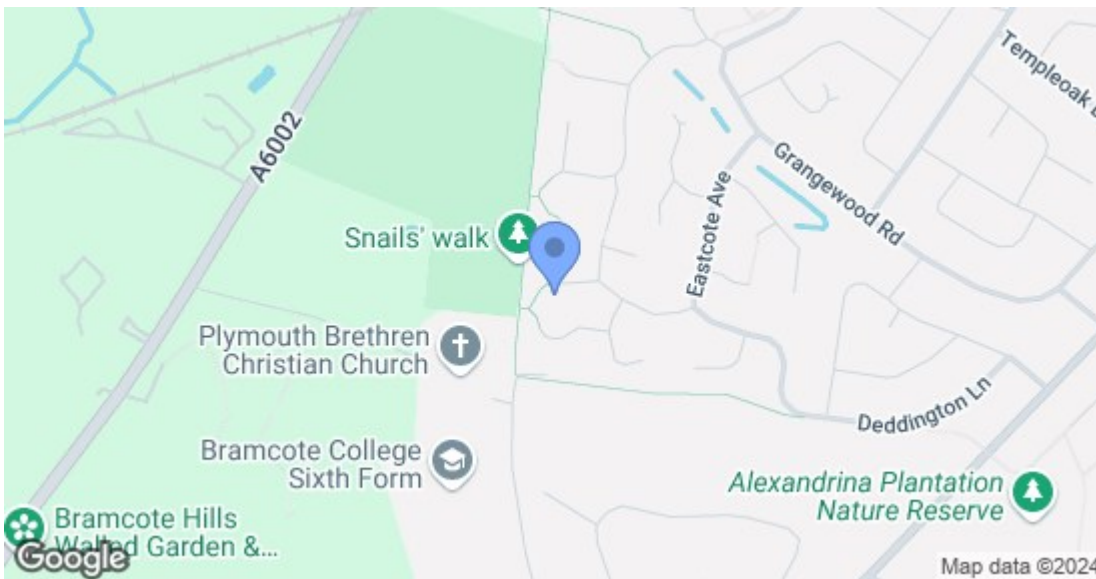 Templeoak
A6002
Grangewood Rd
Eastcote Ave
Snails' walk
Plymouth Brethren
Christian Church
Deddington Ln
Bramcote College
Sixth Form
Alexandrina Plantation
Nature Reserve
Bramcote Hills
Walled Garden &...
Google
Map data ©2024